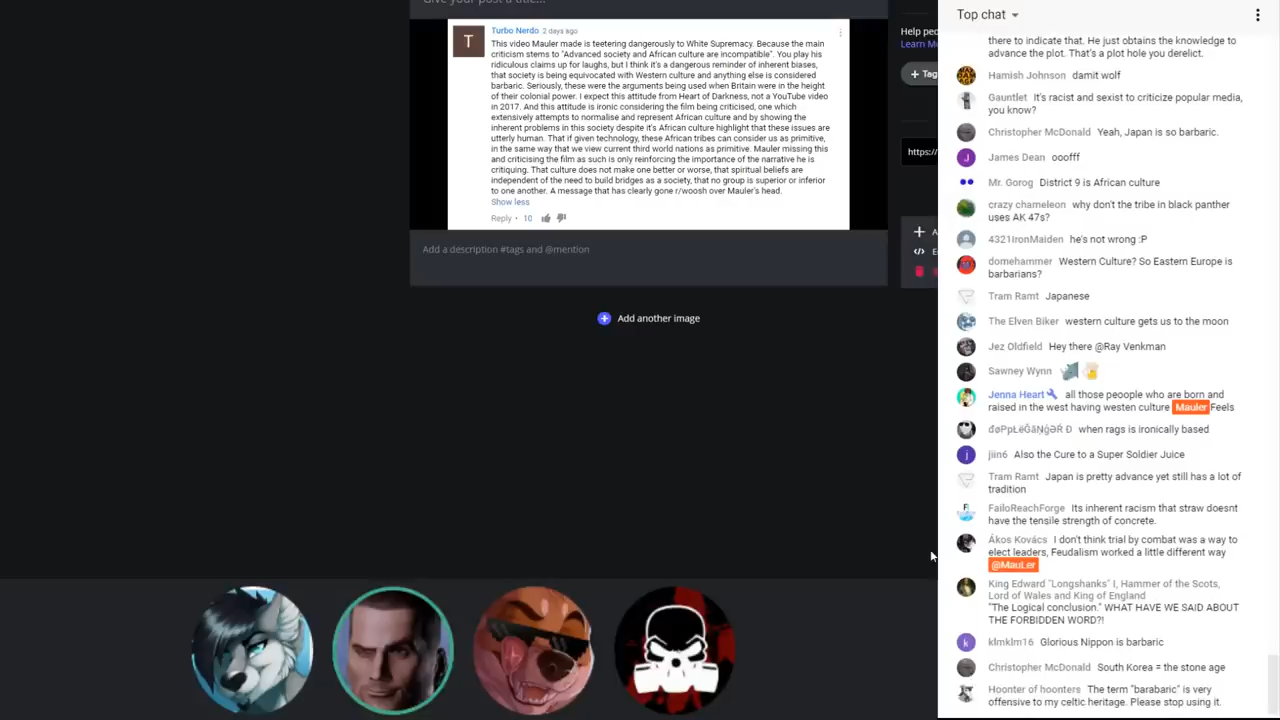 Give your post a title...
T
Turbo Nerdo 2 days ago
This video Mauler made is teetering dangerously to White Supremacy. Because the main
criticism stems to "Advanced society and African culture are incompatible". You play his
ridiculous claims up for laughs, but I think it's a dangerous reminder of inherent biases,
that society is being equivocated with Western culture and anything else is considered
barbaric. Seriously, these were the arguments being used when Britain were in the height
of their colonial power. I expect this attitude from Heart of Darkness, not a YouTube video
in 2017. And this attitude is ironic considering the film being criticised, one which
extensively attempts to normalise and represent African culture and by showing the
inherent problems in this society despite it's African culture highlight that these issues are
utterly human. That if given technology, these African tribes can consider us as primitive,
in the same way that we view current third world nations as primitive. Mauler missing this
and criticising the film as such is only reinforcing the importance of the narrative he is
critiquing. That culture does not make one better or worse, that spiritual beliefs are
independent of the need to build bridges as a society, that no group is superior or inferior
to one another. A message that has clearly gone r/woosh over Mauler's head.
Show less
Reply • 10
Add a description #tags and @mention
Add another image
Help peo
Learn Mo
+ Tag
https://
A
Top chat
there to indicate that. He just obtains the knowledge to
advance the plot. That's a plot hole you derelict.
Hamish Johnson damit wolf
Gauntlet It's racist and sexist to criticize popular media,
you know?
Christopher McDonald Yeah, Japan is so barbaric.
J
James Dean ooofff
Mr. Gorog District 9 is African culture
crazy chameleon why don't the tribe in black panther
uses AK 47s?
4321IronMaiden he's not wrong :P
domehammer Western Culture? So Eastern Europe is
barbarians?
Tram Ramt Japanese
The Elven Biker western culture gets us to the moon
Jez Oldfield Hey there @Ray Venkman
Sawney Wynn
Jenna Heart all those peoople who are born and
raised in the west having westen culture Mauler Feels
when rags is ironically based
j
jiin6 Also the Cure to a Super Soldier Juice
Tram Ramt Japan is pretty advance yet still has a lot of
tradition
FailoReachForge Its inherent racism that straw doesnt
have the tensile strength of concrete.
Ákos Kovács I don't think trial by combat was a way to
elect leaders, Feudalism worked a little different way
@MauLer
King Edward "Longshanks" I, Hammer of the Scots,
Lord of Wales and King of England
"The Logical conclusion." WHAT HAVE WE SAID ABOUT
THE FORBIDDEN WORD?!
k
klmklm16 Glorious Nippon is barbaric
Christopher McDonald South Korea = the stone age
Hoonter of hoonters The term "barabaric" is very
offensive to my celtic heritage. Please stop using it.